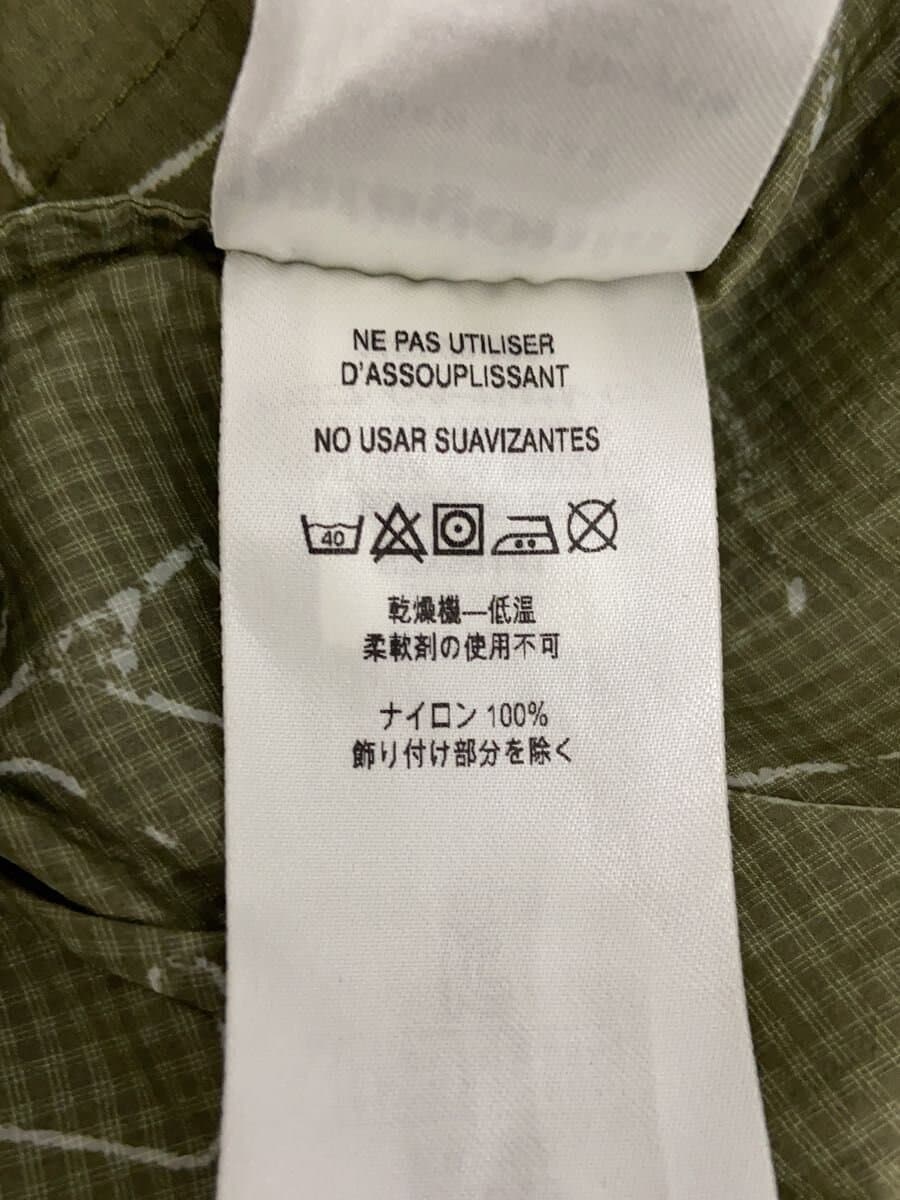 NE PAS UTILISER
D'ASSOUPLISSANT
NO USAR SUAVIZANTES
40
乾燥機—低温
柔軟剤の使用不可
ナイロン 100%
飾り付け部分を除く